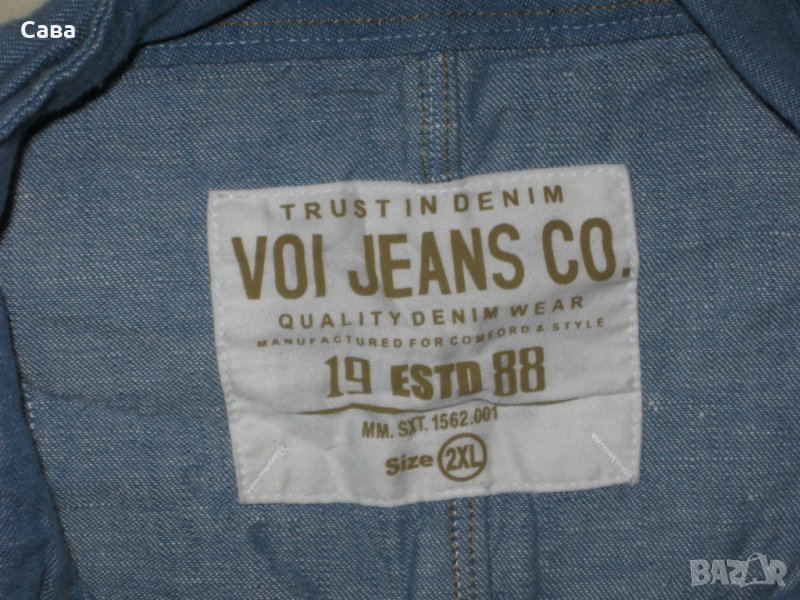 Сава
TRUST IN DENIM
VOI JEANS CO.
QUALITY DENIM WEAR
MANUFACTURED FOR COMFORD & STYLE
19 ESTD 88
MM. SXT. 1562.001
Size 2XL
BAZAR